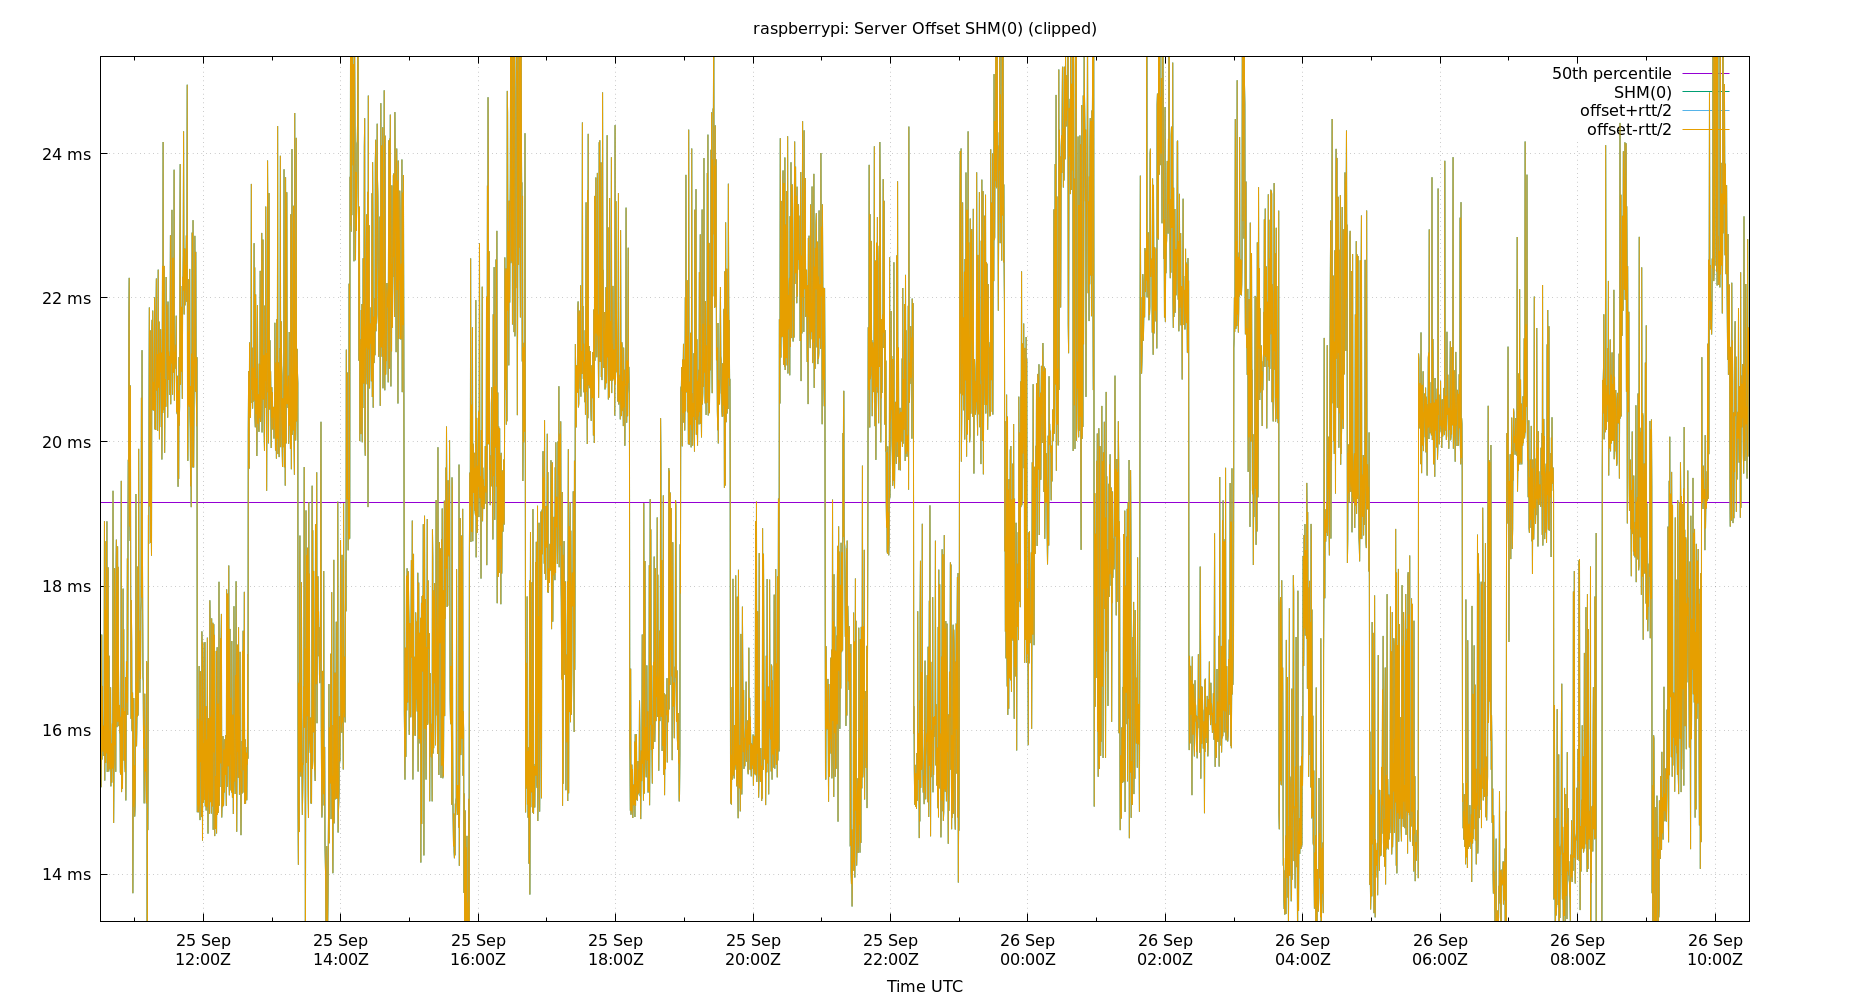 raspberrypi: Server Offset SHM(0) (clipped)
50th percentile
SHM(0)
offset+rtt/2
offset-rtt/2
24 ms
22 ms
20 ms
18 ms
16 ms
14 ms
25 Sep 25 Sep 25 Sep 25 Sep 25 Sep 25 Sep 26 Sep 26 Sep 26 Sep 26 Sep 26 Sep 26 Sep
12:00Z 14:00Z 16:00Z 18:00Z 20:00Z 22:00Z 00:00Z 02:00Z 04:00Z 06:00Z 08:00Z 10:00Z
Time UTC